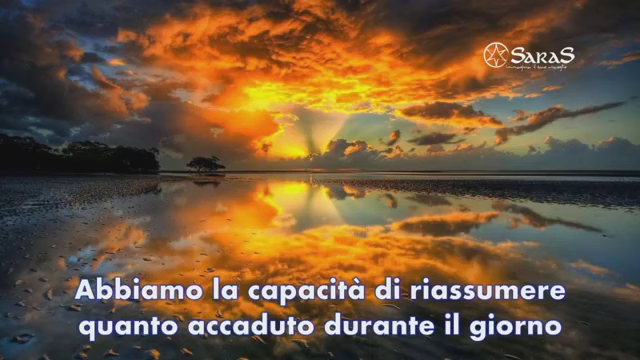 SaraS
Abbiamo la capacità di riassumere
quanto accaduto durante il giorno